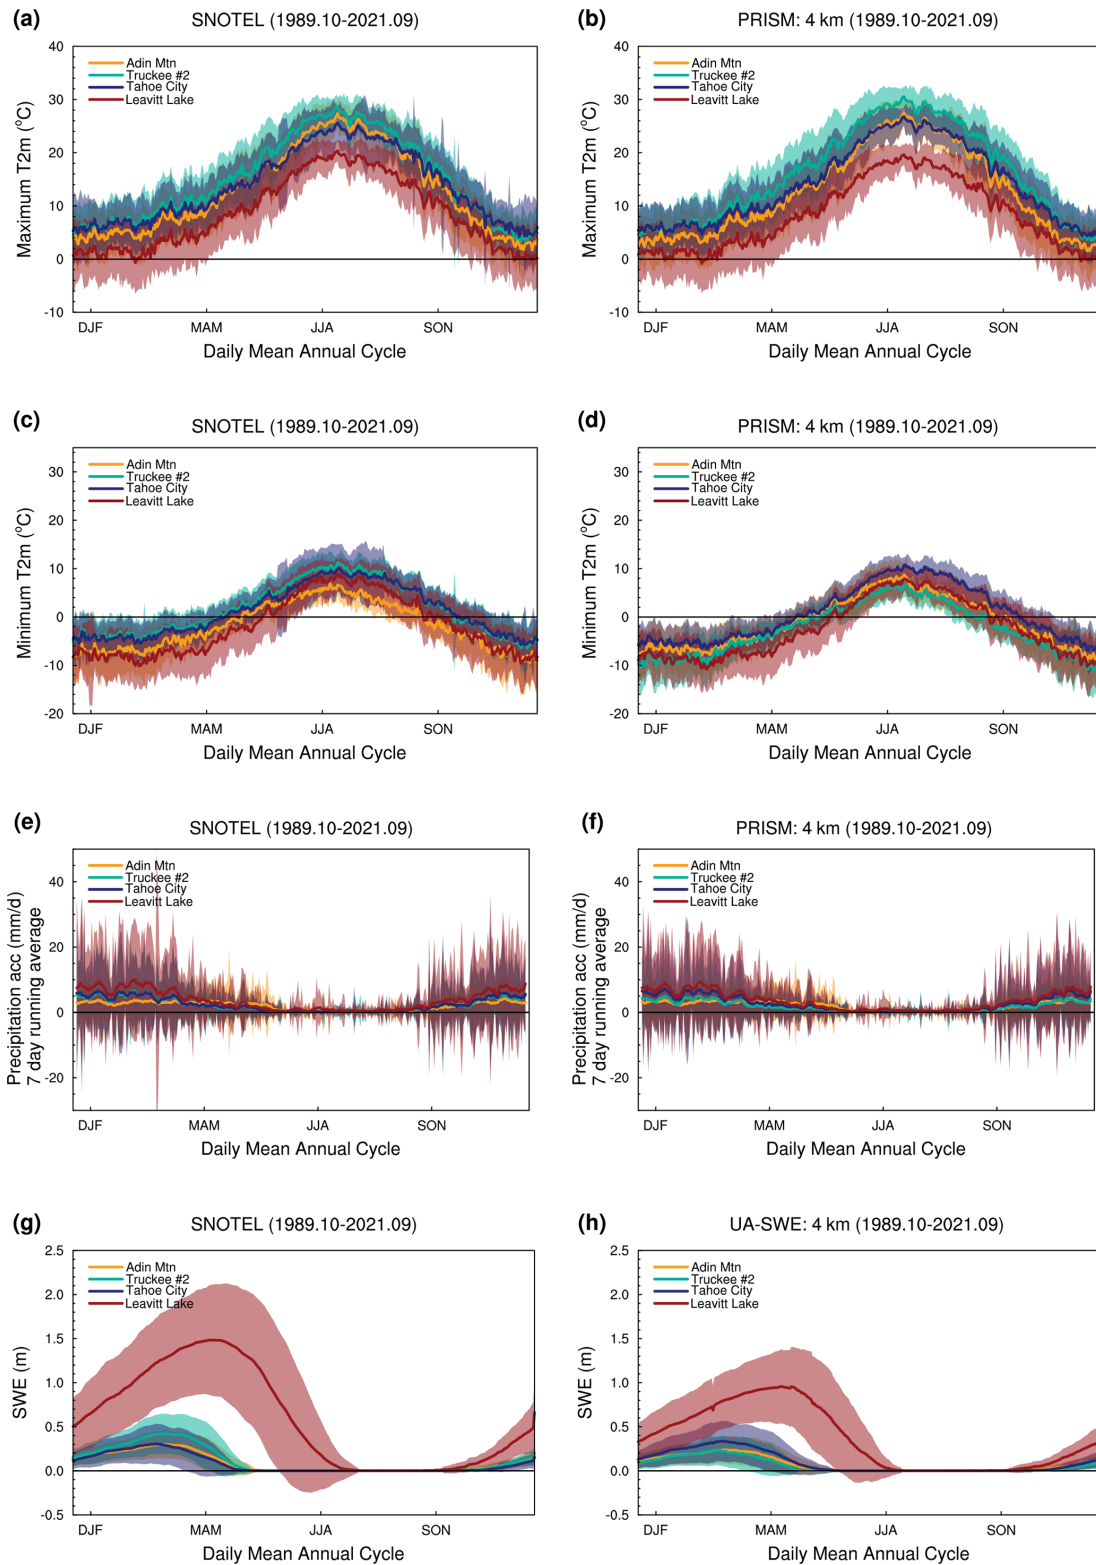 (a)
SNOTEL (1989.10-2021.09)
Maximum T2m (°C)
40
30
20
10
0
-10
Adin Mtn
Truckee #2
Tahoe City
Leavitt Lake
DJF MAM JJA SON
Daily Mean Annual Cycle
(b)
PRISM: 4 km (1989.10-2021.09)
Maximum T2m (°C)
40
30
20
10
0
-10
Adin Mtn
Truckee #2
Tahoe City
Leavitt Lake
DJF MAM JJA SON
Daily Mean Annual Cycle
(c)
SNOTEL (1989.10-2021.09)
Minimum T2m (°C)
30
20
10
0
-10
-20
Adin Mtn
Truckee #2
Tahoe City
Leavitt Lake
DJF MAM JJA SON
Daily Mean Annual Cycle
(d)
PRISM: 4 km (1989.10-2021.09)
Minimum T2m (°C)
30
20
10
0
-10
-20
Adin Mtn
Truckee #2
Tahoe City
Leavitt Lake
DJF MAM JJA SON
Daily Mean Annual Cycle
(e)
SNOTEL (1989.10-2021.09)
Precipitation acc (mm/d)
7 day running average
40
20
0
-20
Adin Mtn
Truckee #2
Tahoe City
Leavitt Lake
DJF MAM JJA SON
Daily Mean Annual Cycle
(f)
PRISM: 4 km (1989.10-2021.09)
Precipitation acc (mm/d)
7 day running average
40
20
0
-20
Adin Mtn
Truckee #2
Tahoe City
Leavitt Lake
DJF MAM JJA SON
Daily Mean Annual Cycle
(g)
SNOTEL (1989.10-2021.09)
SWE (m)
2.5
2.0
1.5
1.0
0.5
0.0
-0.5
Adin Mtn
Truckee #2
Tahoe City
Leavitt Lake
DJF MAM JJA SON
Daily Mean Annual Cycle
(h)
UA-SWE: 4 km (1989.10-2021.09)
SWE (m)
2.5
2.0
1.5
1.0
0.5
0.0
-0.5
Adin Mtn
Truckee #2
Tahoe City
Leavitt Lake
DJF MAM JJA SON
Daily Mean Annual Cycle